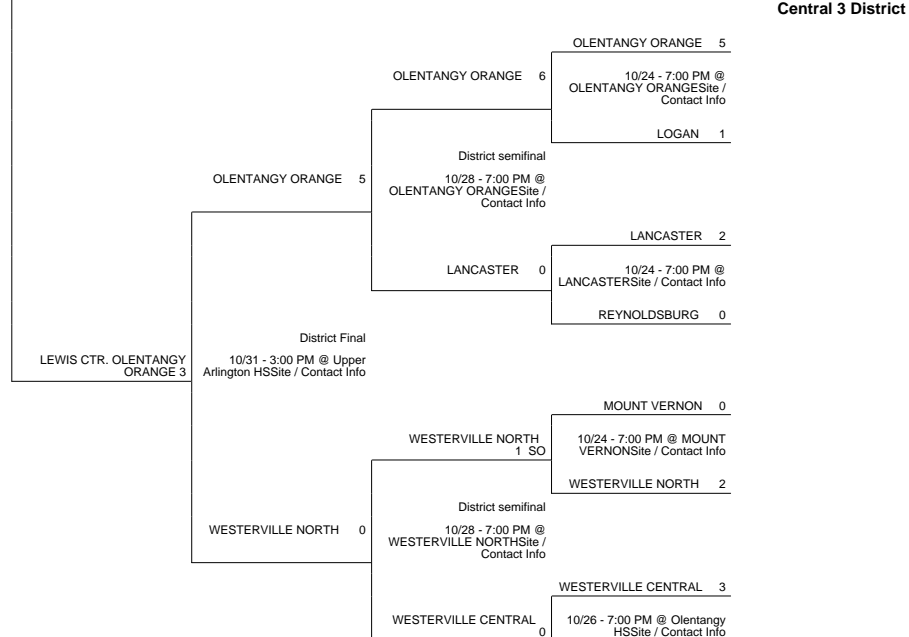 Central 3 District
OLENTANGY ORANGE 5
OLENTANGY ORANGE 6
10/24 - 7:00 PM @
OLENTANGY ORANGESite /
Contact Info
LOGAN 1
District semifinal
OLENTANGY ORANGE 5
10/28 - 7:00 PM @
OLENTANGY ORANGESite /
Contact Info
LANCASTER 2
LANCASTER 0
10/24 - 7:00 PM @
LANCASTERSite / Contact Info
REYNOLDSBURG 0
District Final
LEWIS CTR. OLENTANGY
ORANGE 3
10/31 - 3:00 PM @ Upper
Arlington HSSite / Contact Info
MOUNT VERNON 0
WESTERVILLE NORTH
1 SO
10/24 - 7:00 PM @ MOUNT
VERNONSite / Contact Info
WESTERVILLE NORTH 2
District semifinal
WESTERVILLE NORTH 0
10/28 - 7:00 PM @
WESTERVILLE NORTHSite /
Contact Info
WESTERVILLE CENTRAL 3
WESTERVILLE CENTRAL
0
10/26 - 7:00 PM @ Olentangy
HSSite / Contact Info